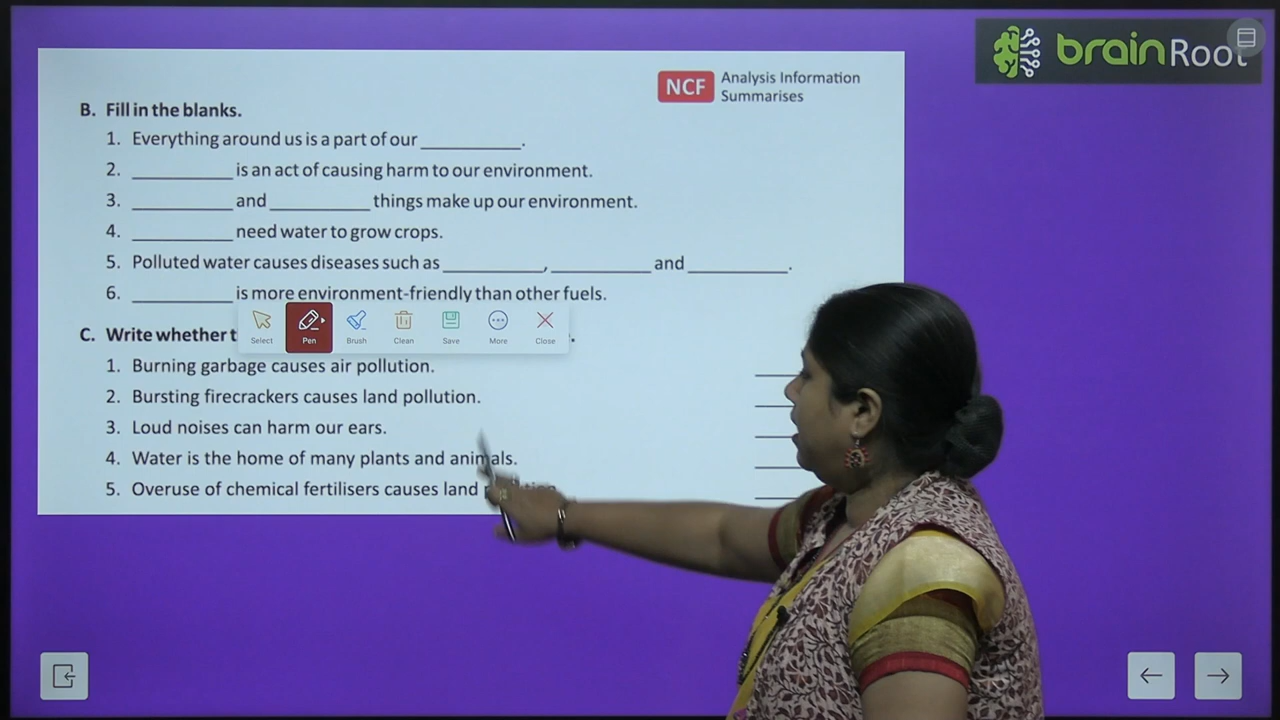 brainRoot
NCF Analysis Information
Summarises
B. Fill in the blanks.
1. Everything around us is a part of our __________.
2. __________ is an act of causing harm to our environment.
3. __________ and __________ things make up our environment.
4. __________ need water to grow crops.
5. Polluted water causes diseases such as __________, __________ and __________.
6. __________ is more environment-friendly than other fuels.
Select Pen Brush Clean Save More Close
C. Write whether
1. Burning garbage causes air pollution.
2. Bursting firecrackers causes land pollution.
3. Loud noises can harm our ears.
4. Water is the home of many plants and animals.
5. Overuse of chemical fertilisers causes land